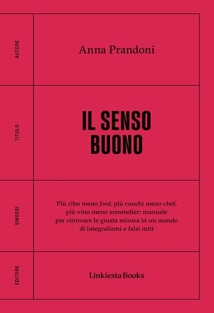 AUTORE
Anna Prandoni
TITOLO
IL SENSO
BUONO
SINOSSI
Più cibo meno food, più cuochi meno chef,
più vino meno sommelier: manuale
per ritrovare la giusta misura in un mondo
di integralismi e falsi miti
EDITORE
Linkiesta Books